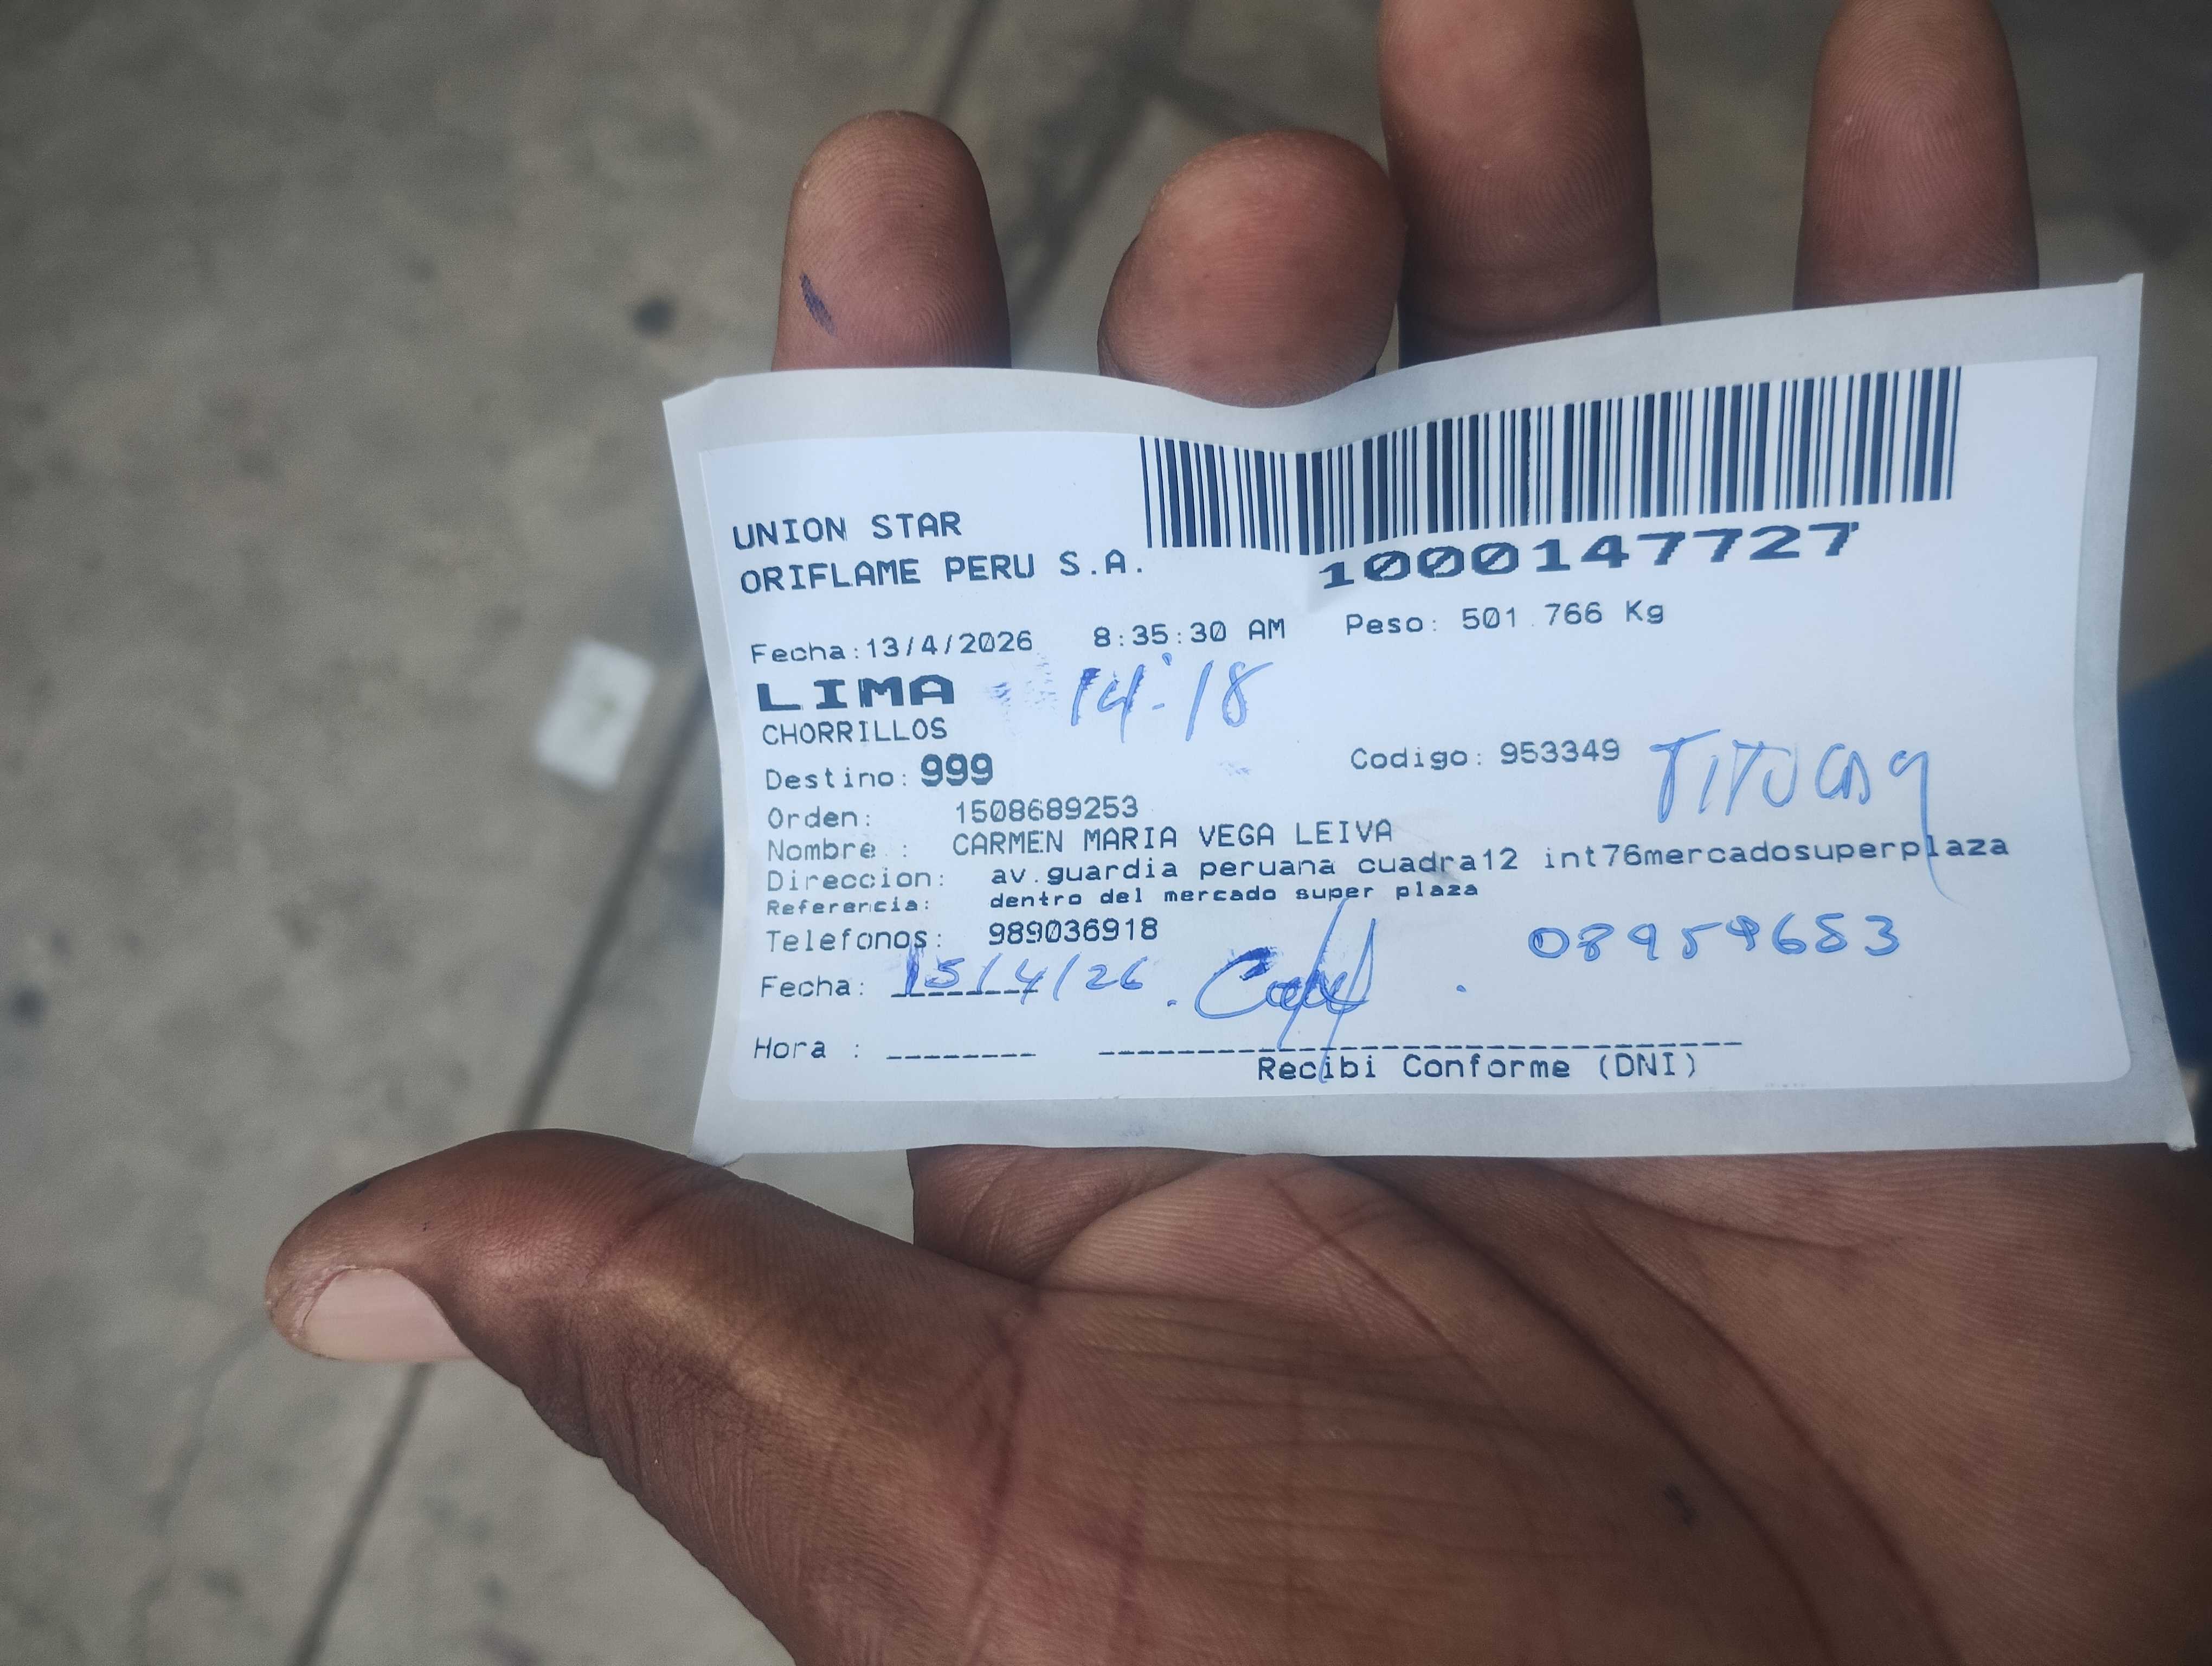 UNION STAR
ORIFLAME PERU S.A.
1000147727
Fecha:13/4/2026 8:35:30 AM Peso: 501.766 Kg
LIMA 14:18
CHORRILLOS
Destino: 999 Codigo: 953349
Orden: 1508689253
Nombre : CARMEN MARIA VEGA LEIVA
Direccion: av.guardia peruana cuadra12 int76mercadosuperplaza
Referencia: dentro del mercado super plaza
Telefonos: 989036918
Fecha: 15/4/26
Hora :
Recibi Conforme (DNI)